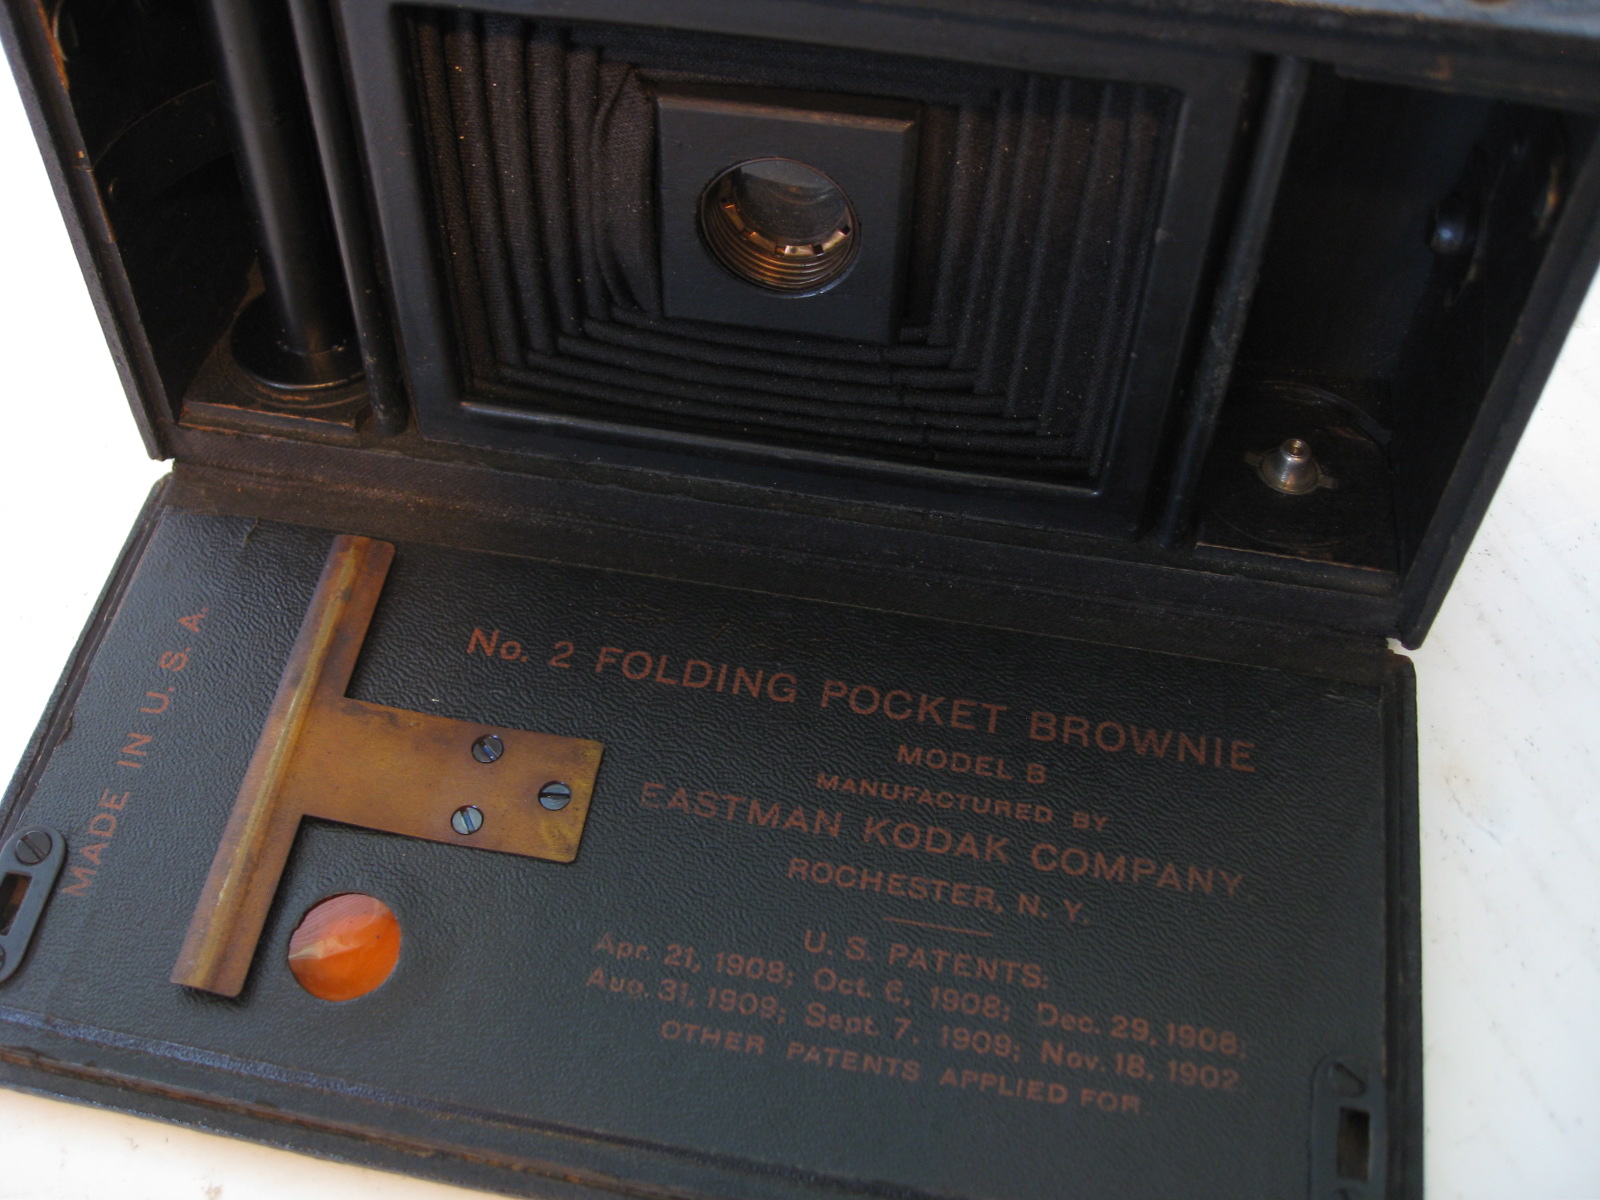 MADE IN U. S. A.
No. 2 FOLDING POCKET BROWNIE
MODEL B
MANUFACTURED BY
EASTMAN KODAK COMPANY
ROCHESTER, N. Y.
U. S. PATENTS:
Apr. 21, 1908; Oct. 6, 1908; Dec. 29, 1908;
Aug. 31, 1909; Sept. 7, 1909; Nov. 18, 1902.
OTHER PATENTS APPLIED FOR.